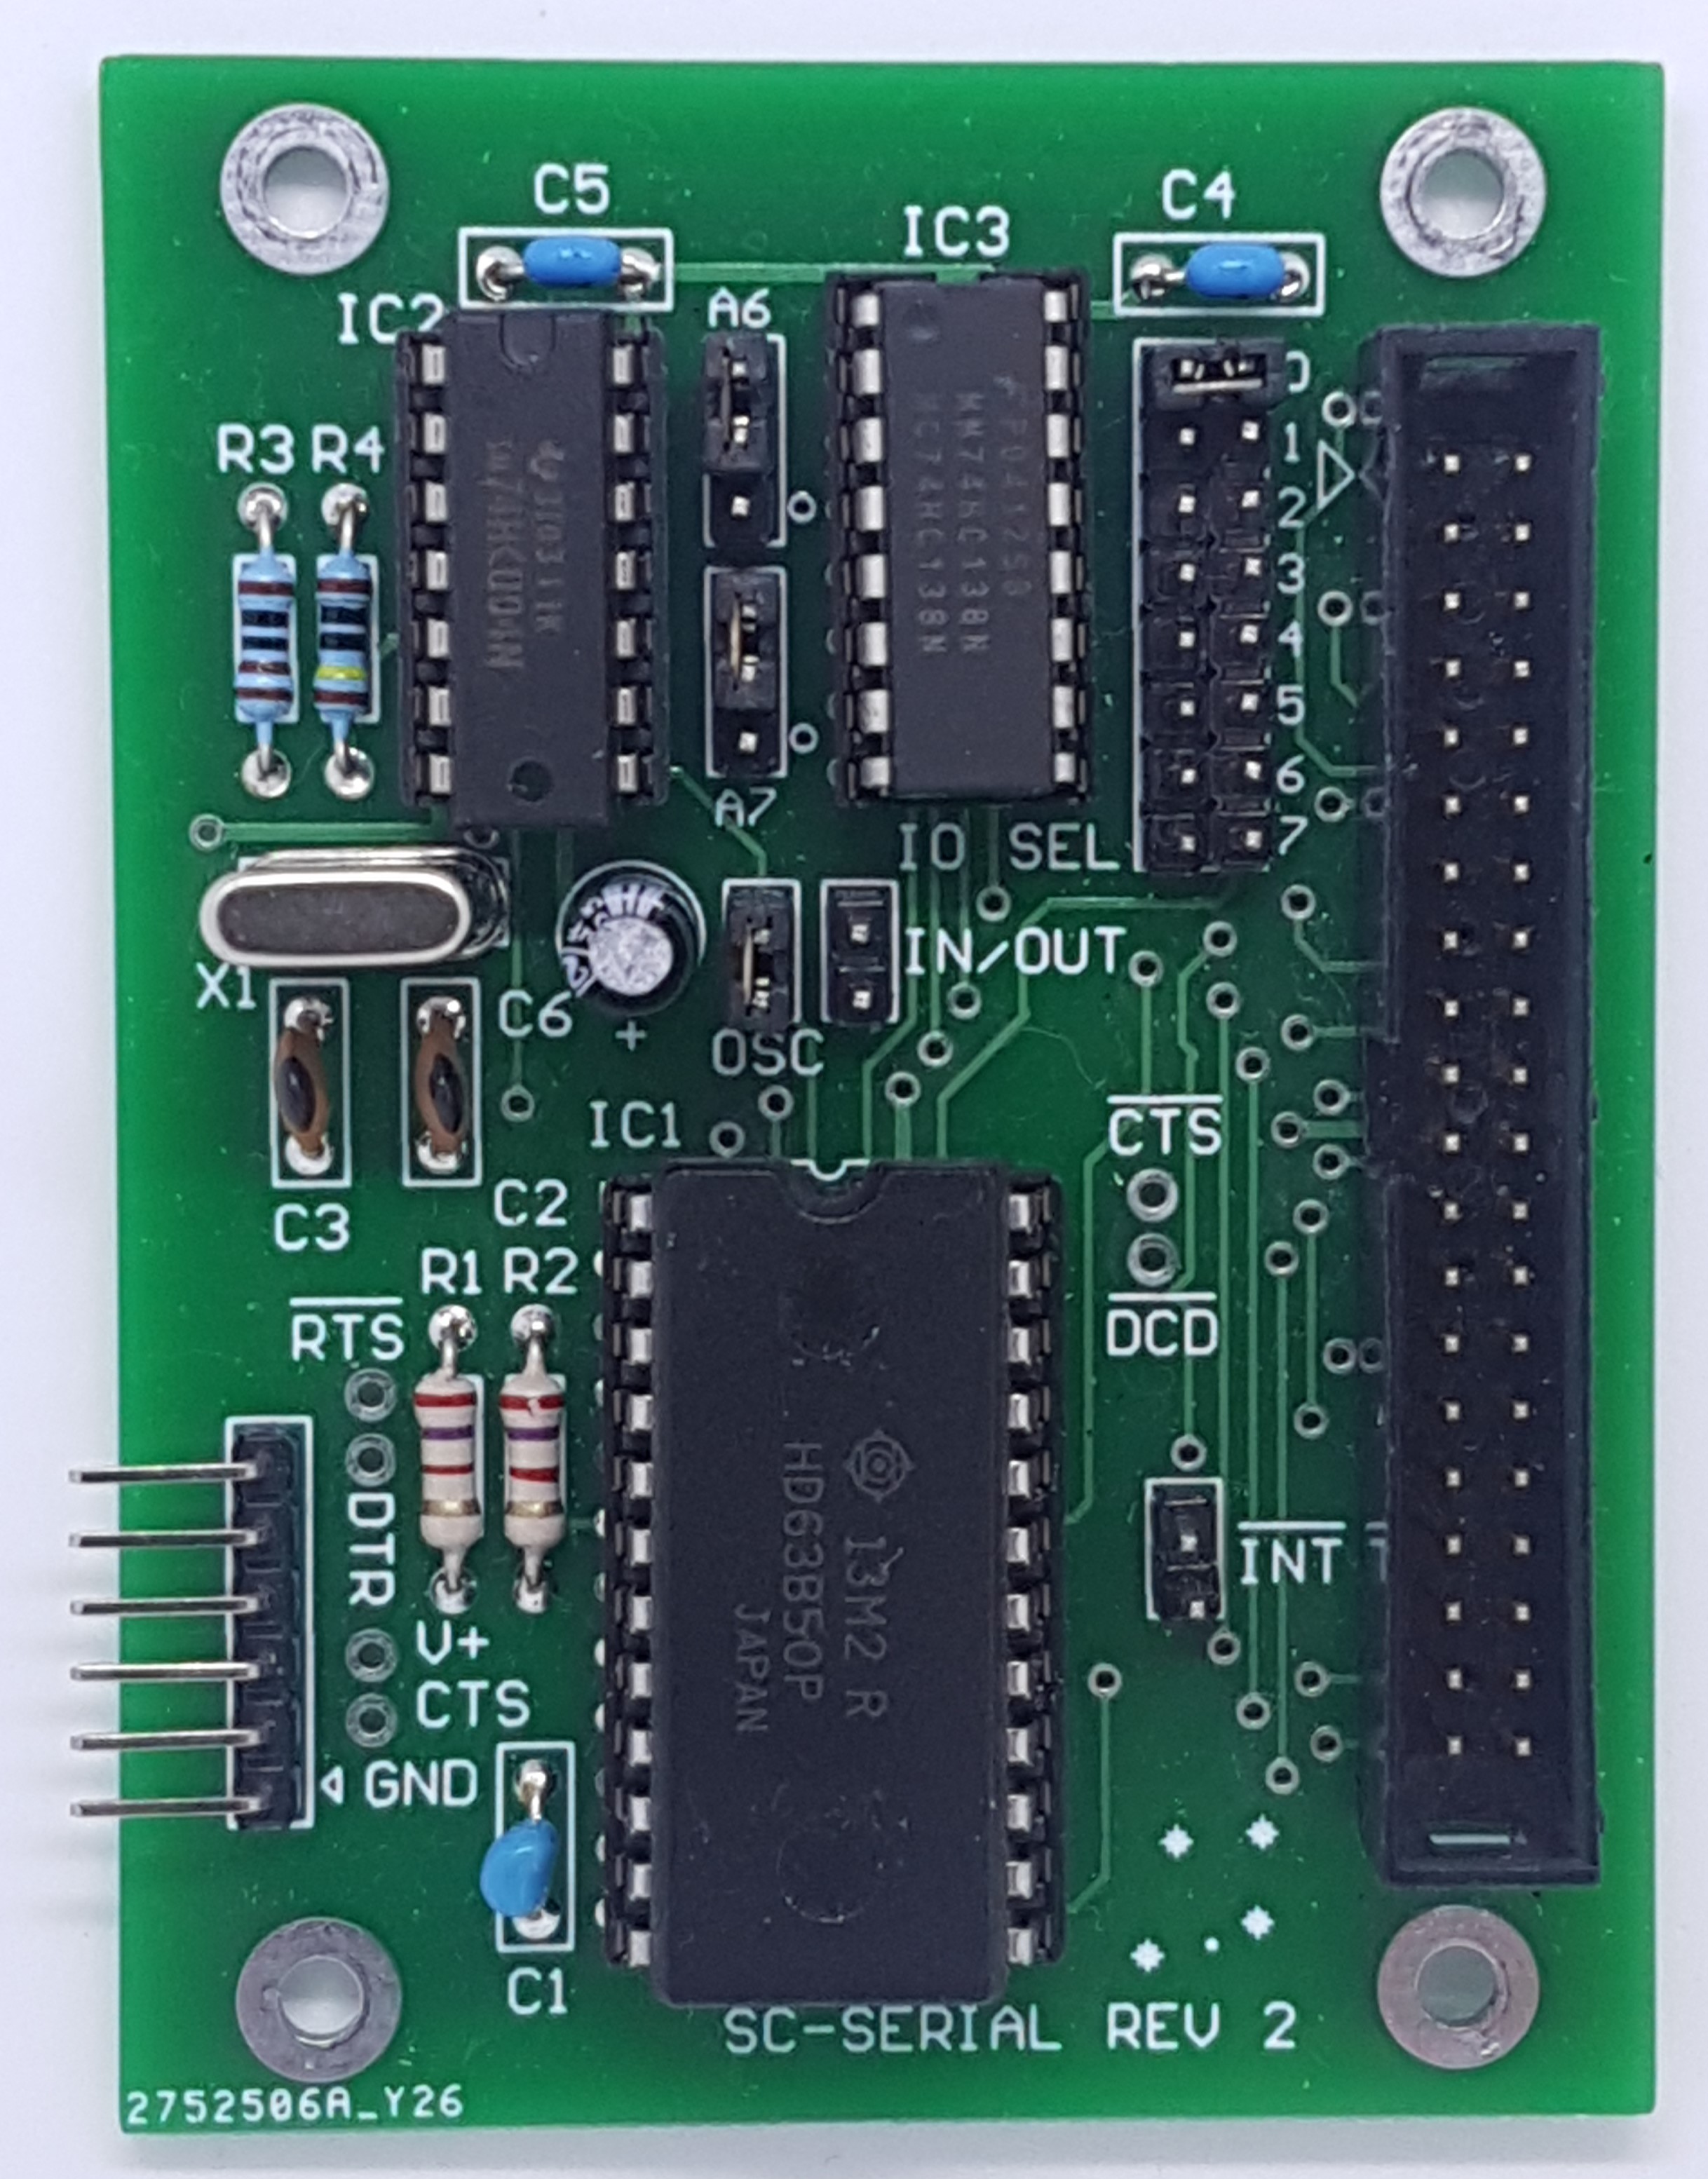 C5
C4
IC3
IC2
A6
0
R3 R4
1
2
3
4
5
6
7
SN74HCU04N
MM74HC138N
MC74HC138N
A7
IO SEL
IN/OUT
X1
C6
+
OSC
IC1
CTS
C3
C2
R1 R2
RTS
DCD
DTR
INT
V+
CTS
GND
13M2 R
HD63B50P
JAPAN
C1
SC-SERIAL REV 2
2752506A_Y26